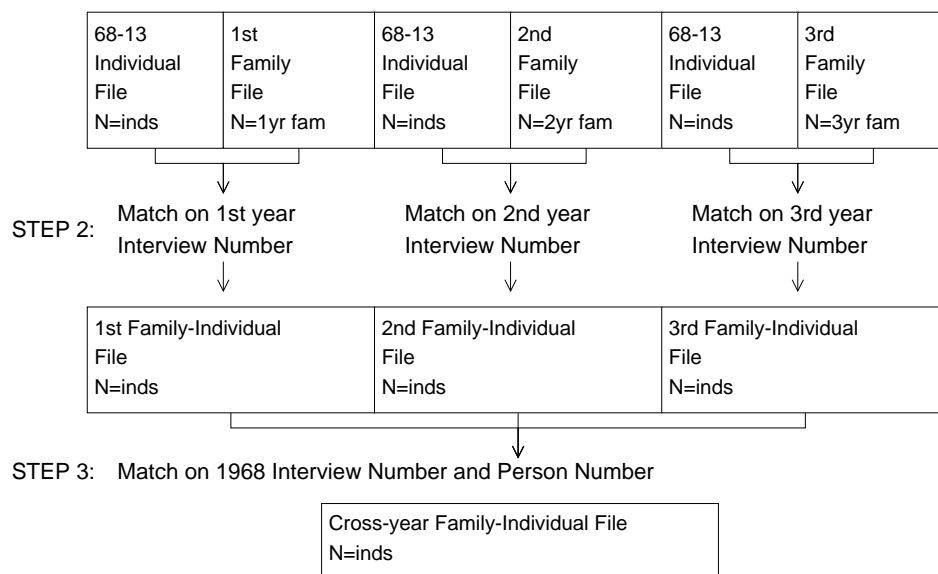 68-13
Individual
File
N=inds
1st
Family
File
N=1yr fam
68-13
Individual
File
N=inds
2nd
Family
File
N=2yr fam
68-13
Individual
File
N=inds
3rd
Family
File
N=3yr fam
STEP 2:
Match on 1st year
Interview Number
Match on 2nd year
Interview Number
Match on 3rd year
Interview Number
1st Family-Individual
File
N=inds
2nd Family-Individual
File
N=inds
3rd Family-Individual
File
N=inds
STEP 3: Match on 1968 Interview Number and Person Number
Cross-year Family-Individual File
N=inds